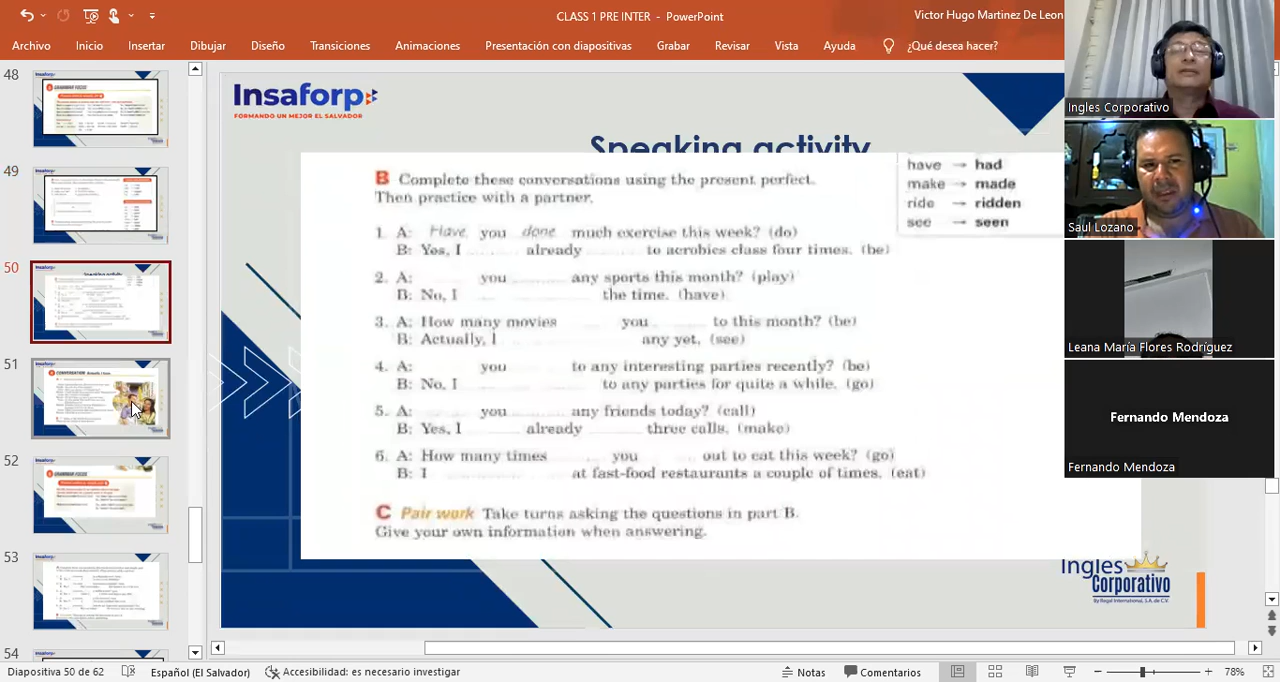 CLASS 1 PRE INTER - PowerPoint
Victor Hugo Martinez De Leon
Archivo Inicio Insertar Dibujar Diseño Transiciones Animaciones Presentación con diapositivas Grabar Revisar Vista Ayuda ¿Qué desea hacer?
48
49
50
51
52
53
54
Insaforp
FORMANDO UN MEJOR EL SALVADOR
Speaking activity
have → had
make → made
ride → ridden
see → seen
B Complete these conversations using the present perfect.
Then practice with a partner.
1. A: Have you done much exercise this week? (do)
B: Yes, I already to aerobics class four times. (be)
2. A: you any sports this month? (play)
B: No, I the time. (have)
3. A: How many movies you to this month? (be)
B: Actually, I any yet. (see)
4. A: you to any interesting parties recently? (be)
B: No, I to any parties for quite a while. (go)
5. A: you any friends today? (call)
B: Yes, I already three calls. (make)
6. A: How many times you out to eat this week? (go)
B: I at fast-food restaurants a couple of times. (eat)
C Pair work Take turns asking the questions in part B.
Give your own information when answering.
Ingles
Corporativo
By Regal International, S.A. de C.V.
Ingles Corporativo
Saul Lozano
Leana María Flores Rodríguez
Fernando Mendoza
Fernando Mendoza
Diapositiva 50 de 62 Español (El Salvador) Accesibilidad: es necesario investigar Notas Comentarios 78%